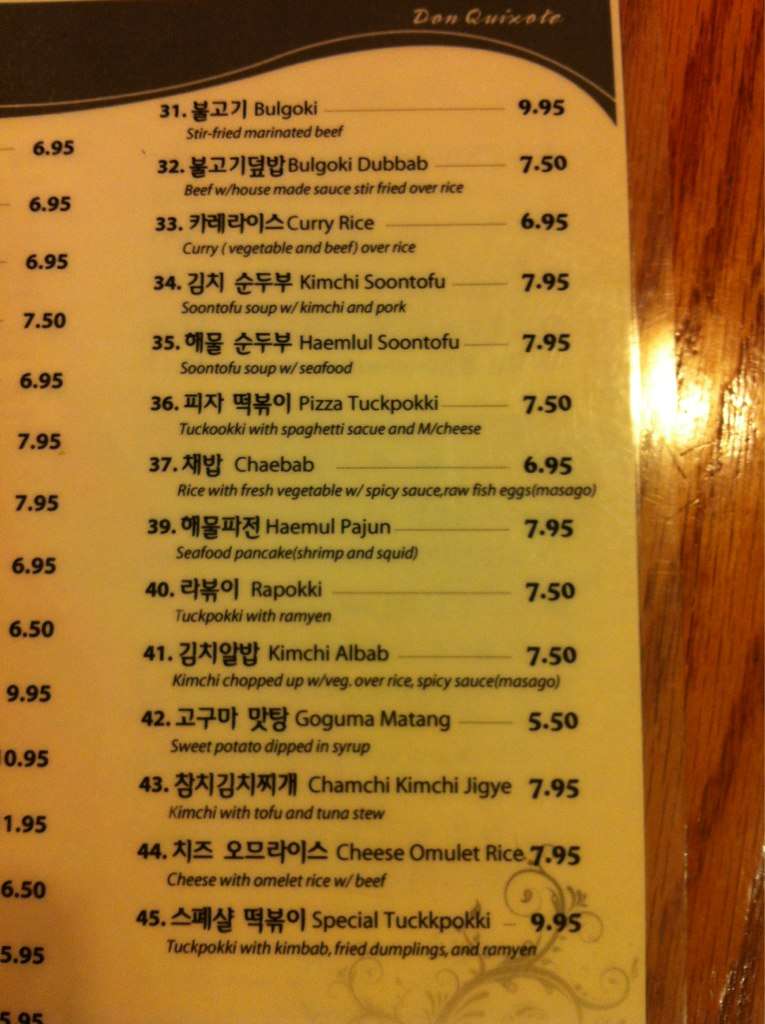 Don Quixote
6.95
6.95
6.95
7.50
6.95
7.95
7.95
6.95
6.50
9.95
0.95
1.95
6.50
5.95
5.95
31. 불고기 Bulgoki 9.95
Stir-fried marinated beef
32. 불고기덮밥 Bulgoki Dubbab 7.50
Beef w/house made sauce stir fried over rice
33. 카레라이스 Curry Rice 6.95
Curry ( vegetable and beef) over rice
34. 김치 순두부 Kimchi Soontofu 7.95
Soontofu soup w/ kimchi and pork
35. 해물 순두부 Haemlul Soontofu 7.95
Soontofu soup w/ seafood
36. 피자 떡볶이 Pizza Tuckpokki 7.50
Tuckookki with spaghetti sacue and M/cheese
37. 채밥 Chaebab 6.95
Rice with fresh vegetable w/ spicy sauce,raw fish eggs(masago)
39. 해물파전 Haemul Pajun 7.95
Seafood pancake(shrimp and squid)
40. 라볶이 Rapokki 7.50
Tuckpokki with ramyen
41. 김치알밥 Kimchi Albab 7.50
Kimchi chopped up w/veg. over rice, spicy sauce(masago)
42. 고구마 맛탕 Goguma Matang 5.50
Sweet potato dipped in syrup
43. 참치김치찌개 Chamchi Kimchi Jigye 7.95
Kimchi with tofu and tuna stew
44. 치즈 오므라이스 Cheese Omulet Rice 7.95
Cheese with omelet rice w/ beef
45. 스페샬 떡볶이 Special Tuckkpokki 9.95
Tuckpokki with kimbab, fried dumplings, and ramyen